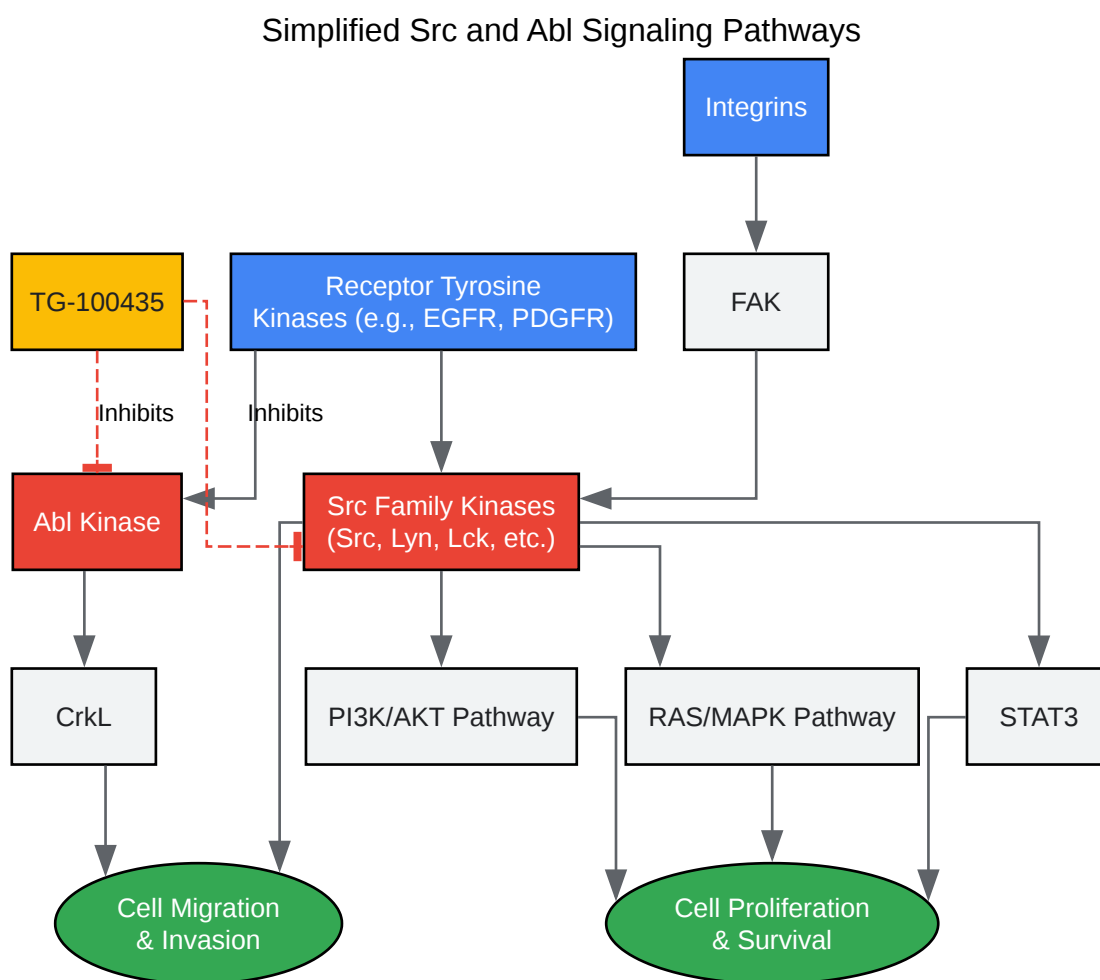 Simplified Src and Abl Signaling Pathways
Integrins
TG-100435
Receptor Tyrosine
Kinases (e.g., EGFR, PDGFR)
FAK
Inhibits
Inhibits
Abl Kinase
Src Family Kinases
(Src, Lyn, Lck, etc.)
CrkL
PI3K/AKT Pathway
RAS/MAPK Pathway
STAT3
Cell Migration
& Invasion
Cell Proliferation
& Survival